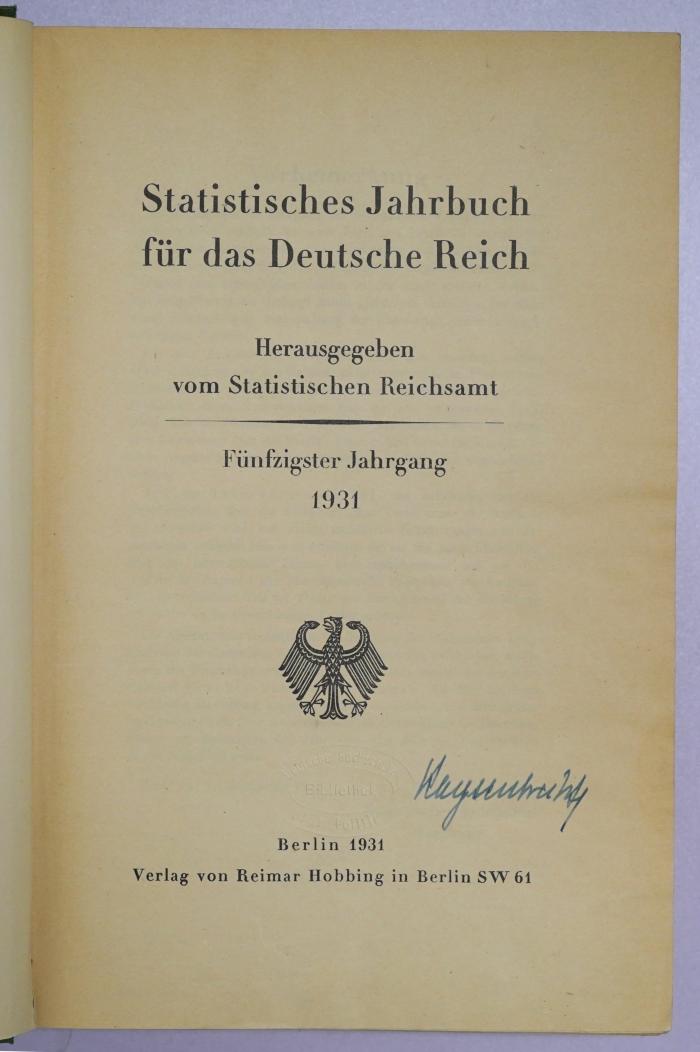 Statistisches Jahrbuch
für das Deutsche Reich
Herausgegeben
vom Statistischen Reichsamt
Fünfzigster Jahrgang
1931
Bibliothek
Berlin 1931
Verlag von Reimar Hobbing in Berlin SW 61